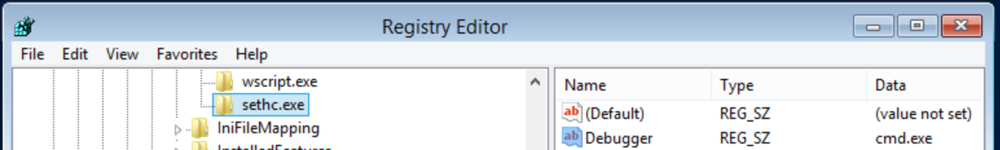 Registry Editor
File Edit View Favorites Help
wscript.exe
sethc.exe
IniFileMapping
InstalledFeatures
Name Type Data
(Default) REG_SZ (value not set)
Debugger REG_SZ cmd.exe